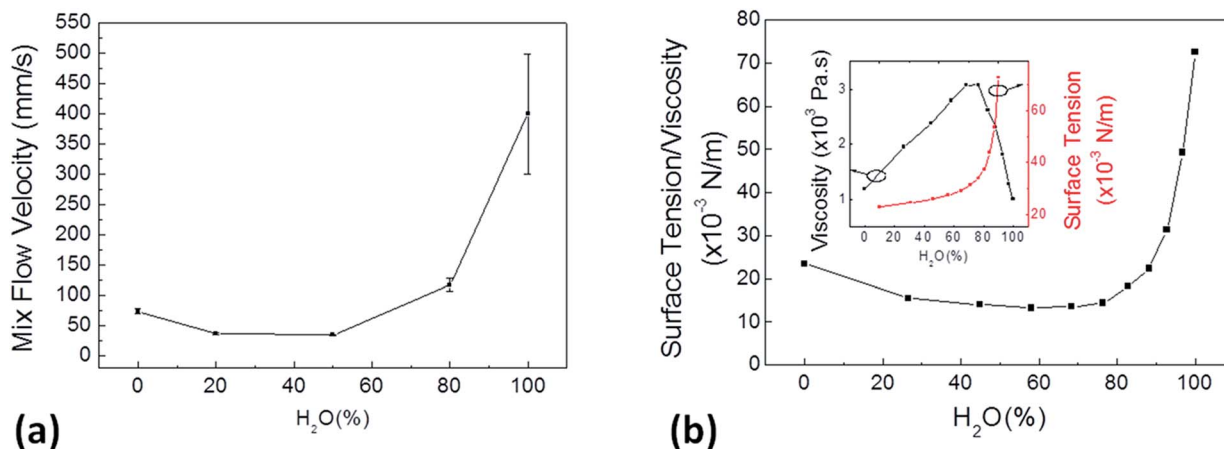 550
500
450
400
350
300
250
200
150
100
50
0
Mix Flow Velocity (mm/s)
0 20 40 60 80 100
H₂O(%)
(a)
80
70
60
50
40
30
20
10
0
Surface Tension/Viscosity
(x10⁻³ N/m)
3
2
1
Viscosity (x10³ Pa.s)
60
40
20
Surface Tension
(x10⁻³ N/m)
0 20 40 60 80 100
H₂O(%)
0 20 40 60 80 100
H₂O(%)
(b)